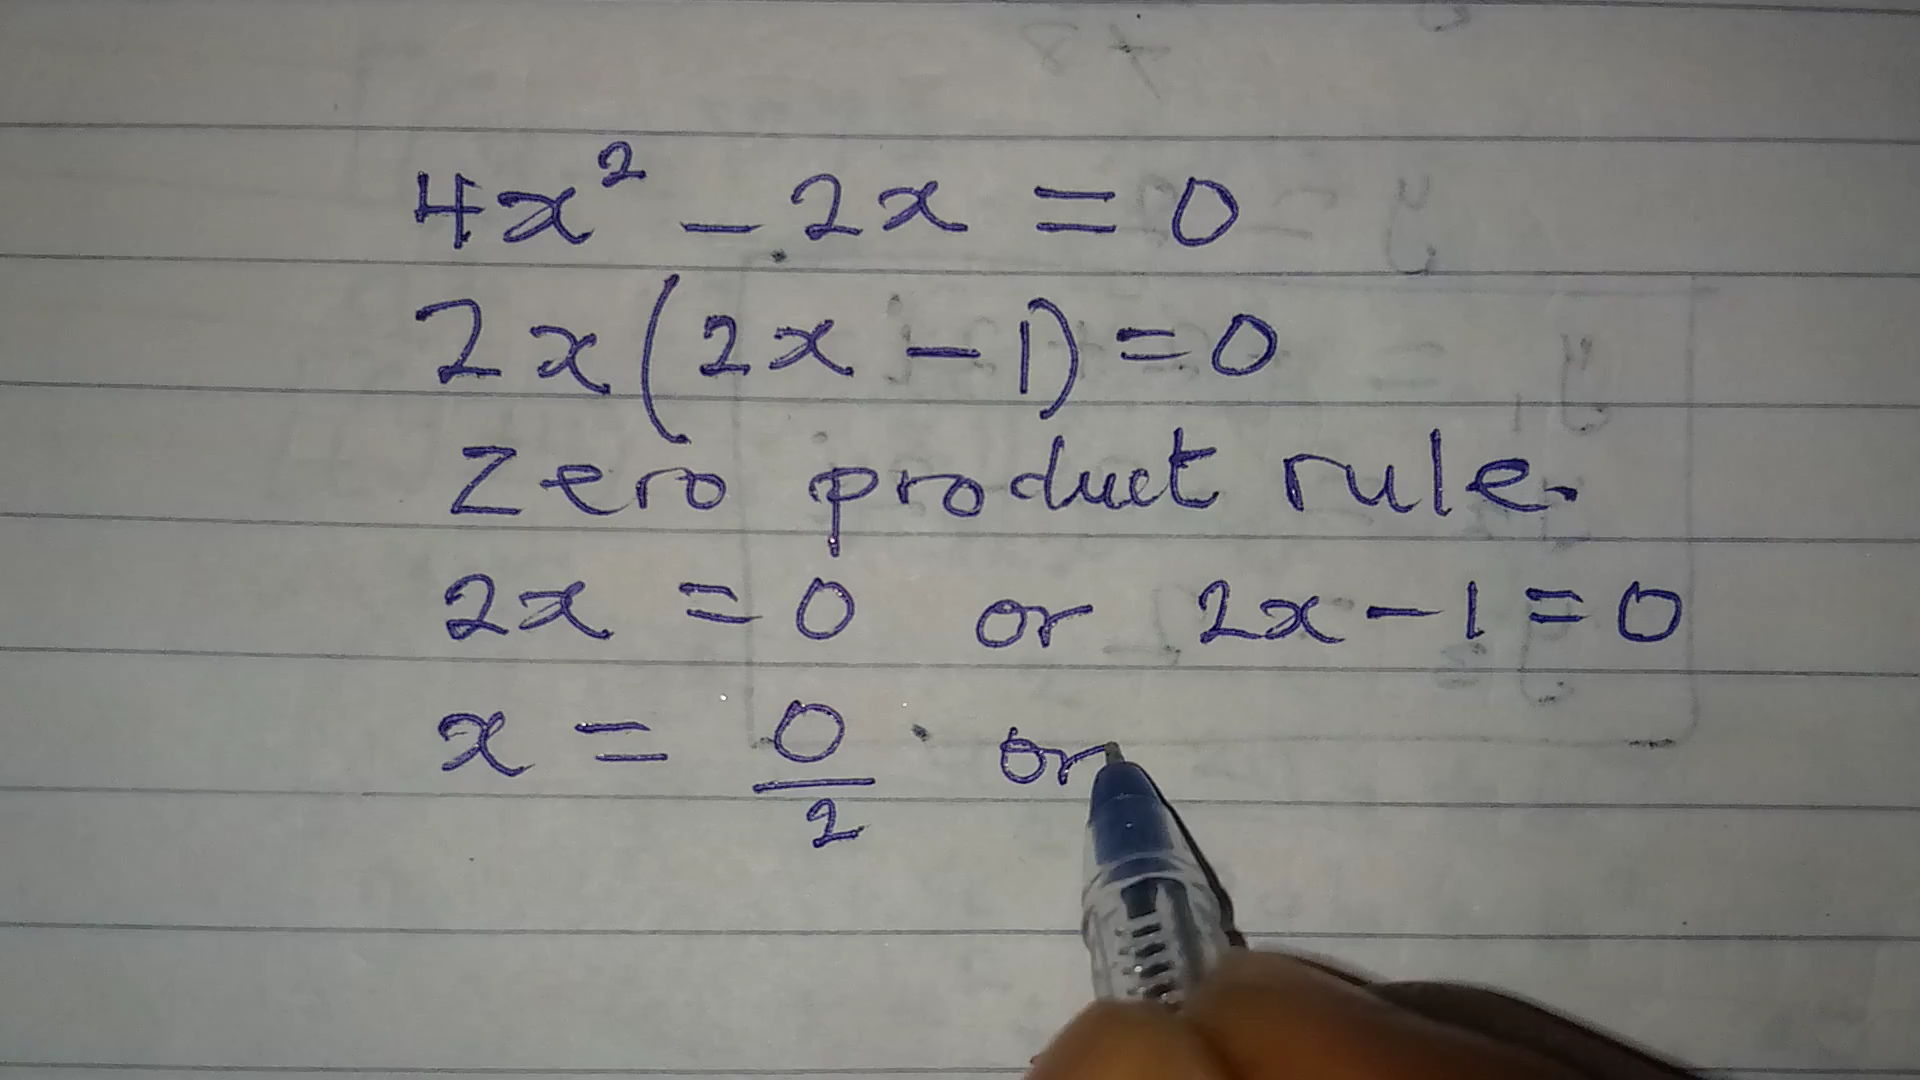 4x² - 2x = 0
2x(2x - 1) = 0
Zero product rule.
2x = 0 or 2x - 1 = 0
x = 0/2 or